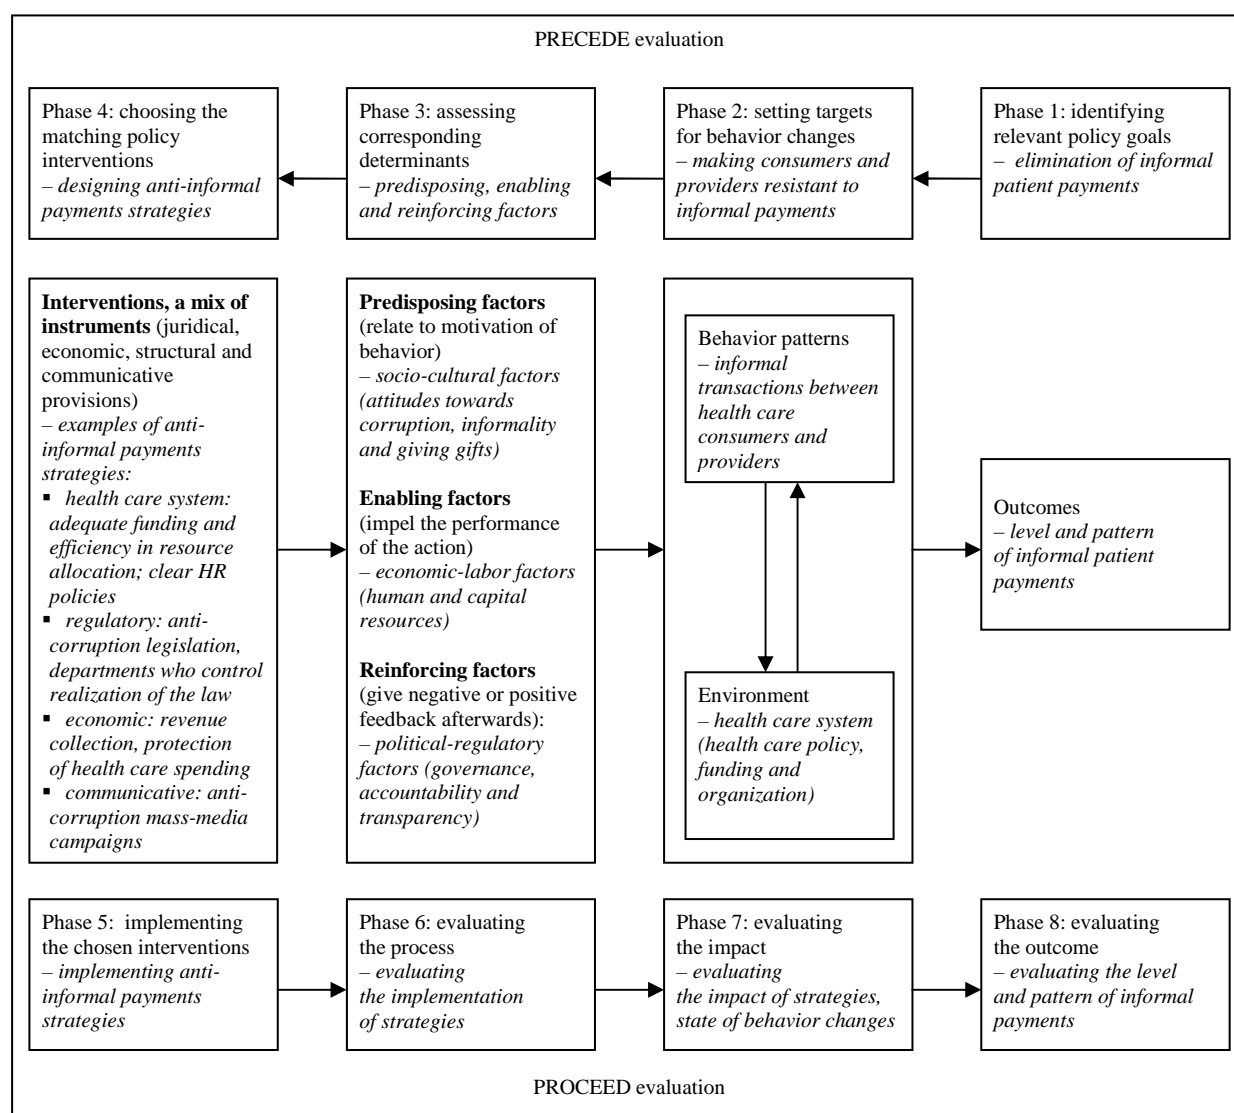 PRECEDE evaluation
Phase 4: choosing the
matching policy
interventions
– designing anti-informal
payments strategies
Phase 3: assessing
corresponding
determinants
– predisposing, enabling
and reinforcing factors
Phase 2: setting targets
for behavior changes
– making consumers and
providers resistant to
informal payments
Phase 1: identifying
relevant policy goals
– elimination of informal
patient payments
Interventions, a mix of
instruments (juridical,
economic, structural and
communicative
provisions)
– examples of anti-
informal payments
strategies:
▪ health care system:
adequate funding and
efficiency in resource
allocation; clear HR
policies
▪ regulatory: anti-
corruption legislation,
departments who control
realization of the law
▪ economic: revenue
collection, protection
of health care spending
▪ communicative: anti-
corruption mass-media
campaigns
Predisposing factors
(relate to motivation of
behavior)
– socio-cultural factors
(attitudes towards
corruption, informality
and giving gifts)
Enabling factors
(impel the performance
of the action)
– economic-labor factors
(human and capital
resources)
Reinforcing factors
(give negative or positive
feedback afterwards):
– political-regulatory
factors (governance,
accountability and
transparency)
Behavior patterns
– informal
transactions between
health care
consumers and
providers
Environment
– health care system
(health care policy,
funding and
organization)
Outcomes
– level and pattern
of informal patient
payments
Phase 5: implementing
the chosen interventions
– implementing anti-
informal payments
strategies
Phase 6: evaluating
the process
– evaluating
the implementation
of strategies
Phase 7: evaluating
the impact
– evaluating
the impact of strategies,
state of behavior changes
Phase 8: evaluating
the outcome
– evaluating the level
and pattern of informal
payments
PROCEED evaluation